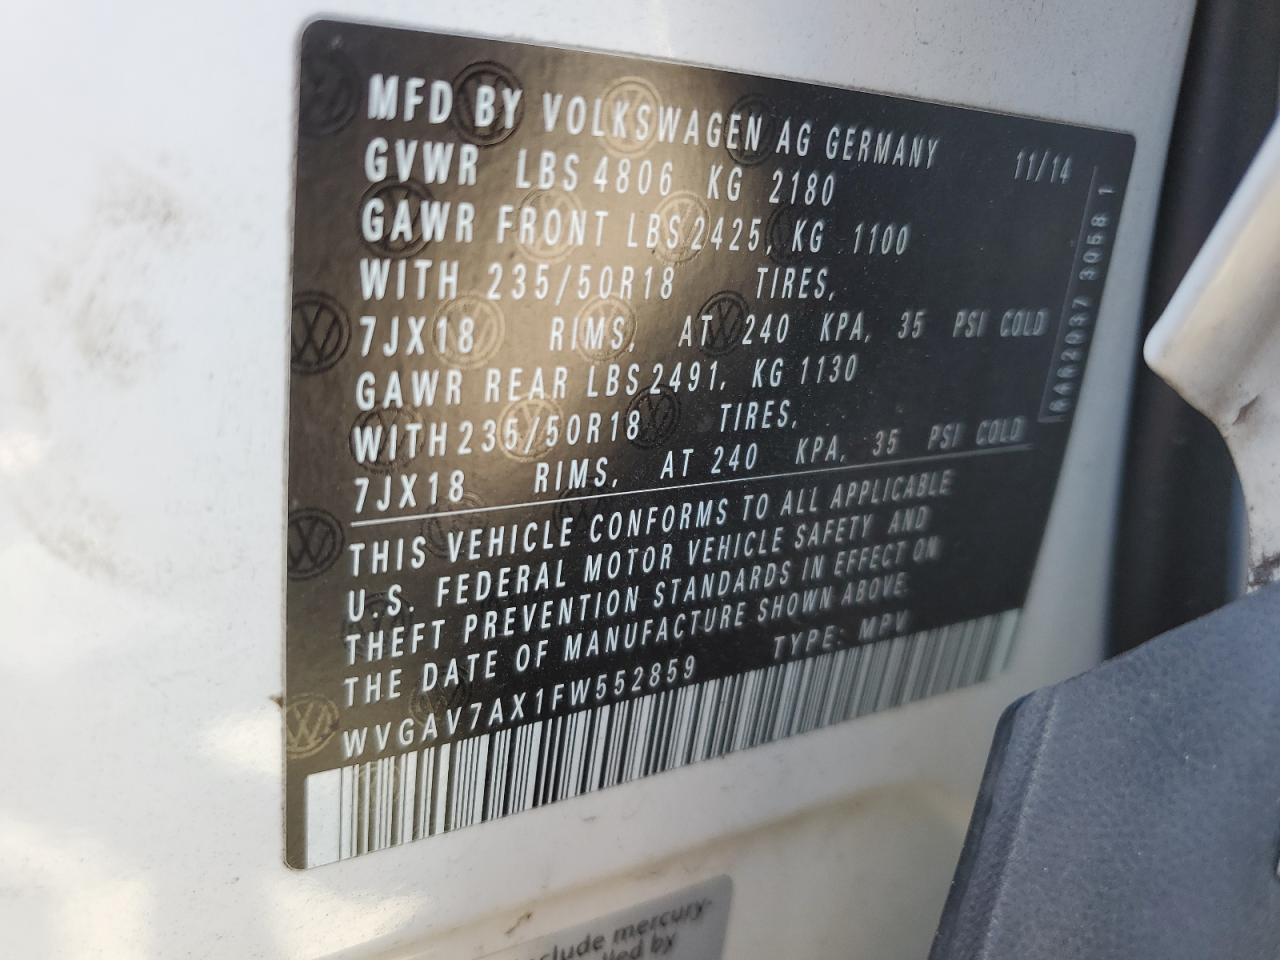 MFD BY VOLKSWAGEN AG GERMANY 11/14
GVWR LBS 4806 KG 2180
GAWR FRONT LBS 2425, KG 1100
WITH 235/50R18 TIRES,
7JX18 RIMS, AT 240 KPA, 35 PSI COLD
GAWR REAR LBS 2491, KG 1130
WITH 235/50R18 TIRES,
7JX18 RIMS, AT 240 KPA, 35 PSI COLD
THIS VEHICLE CONFORMS TO ALL APPLICABLE
U.S. FEDERAL MOTOR VEHICLE SAFETY AND
THEFT PREVENTION STANDARDS IN EFFECT ON
THE DATE OF MANUFACTURE SHOWN ABOVE.
WVGAV7AX1FW552859 TYPE: MPV
mercury-
by